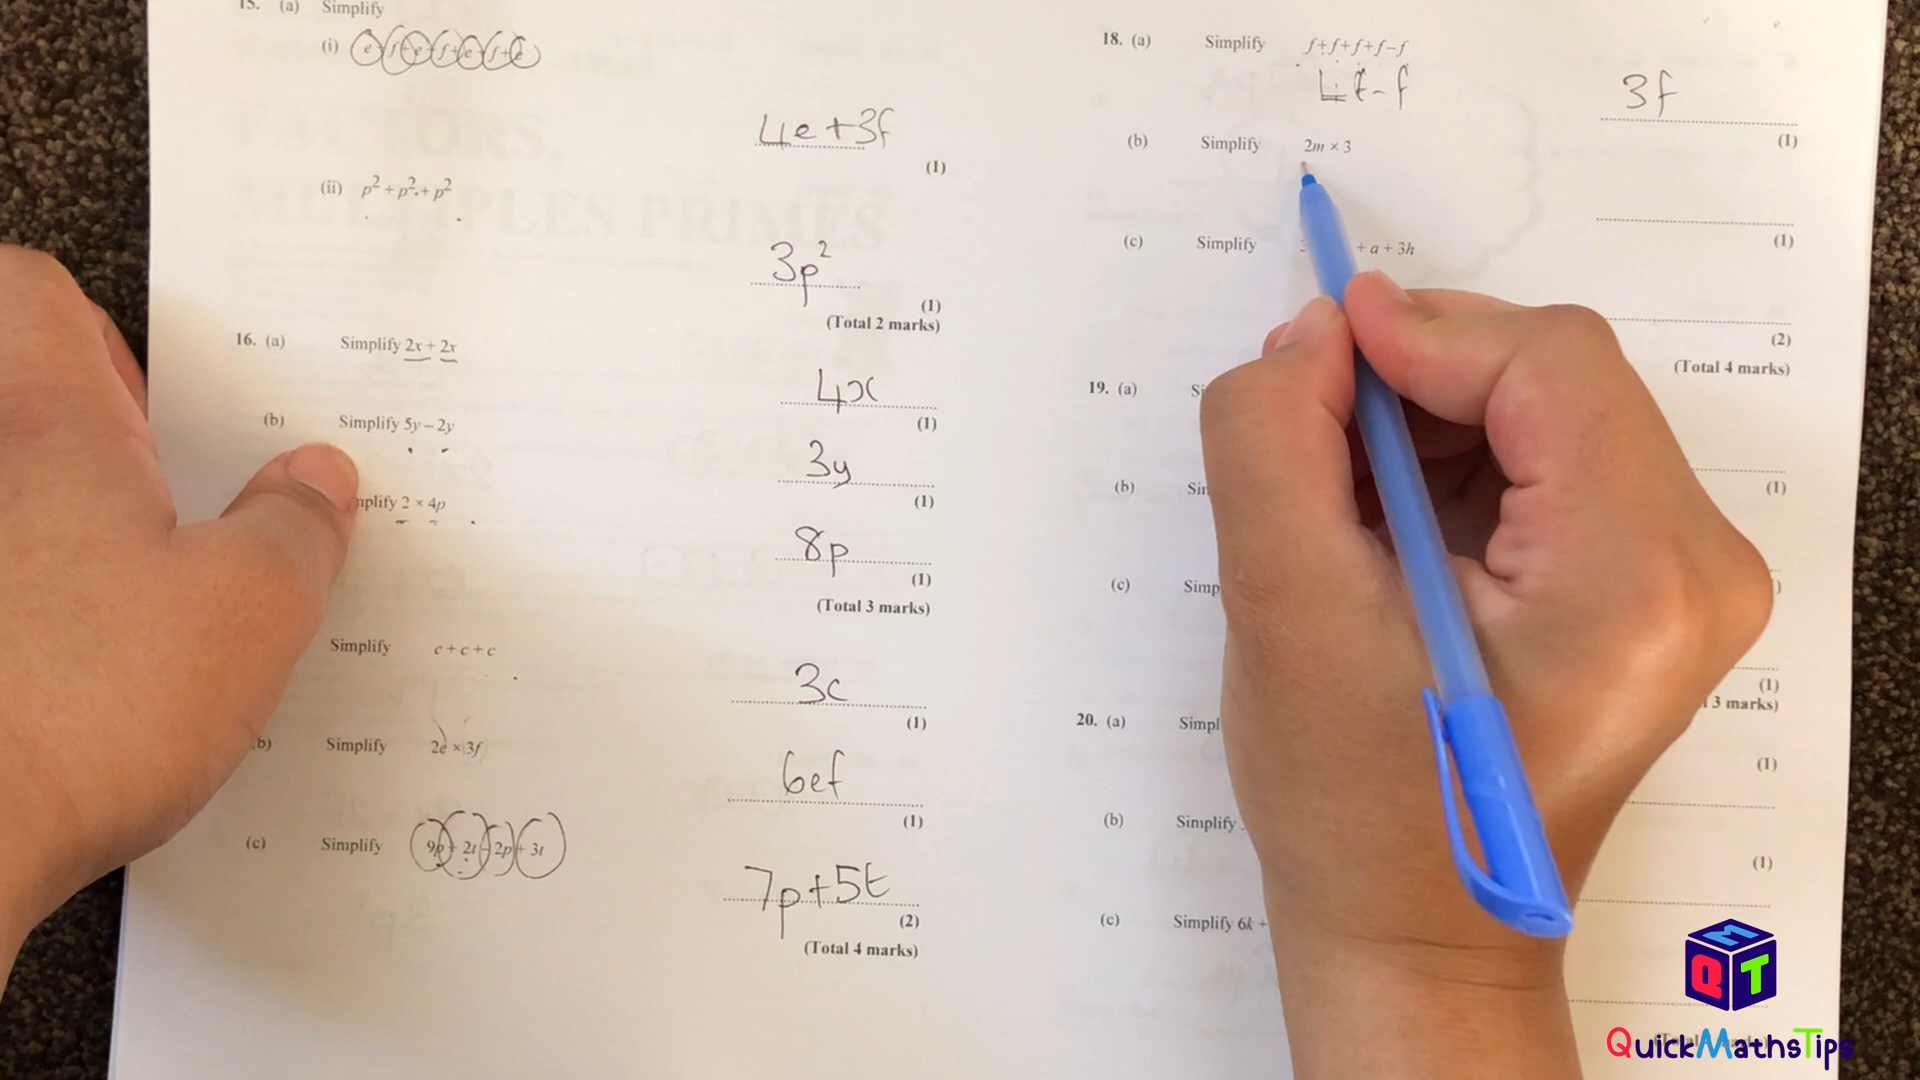 15. (a) Simplify
(i) e + f + e + f + e + f + e
4e + 3f
(1)
(ii) p² + p² + p²
3p²
(1)
(Total 2 marks)
16. (a) Simplify 2x + 2x
4x
(1)
(b) Simplify 5y – 2y
3y
(1)
2 × 4p
8p
(1)
(Total 3 marks)
Simplify c + c + c
3c
(1)
(b) Simplify 2e × 3f
6ef
(1)
(c) Simplify 9p + 2t – 2p + 3t
7p + 5t
(2)
(Total 4 marks)
18. (a) Simplify f + f + f + f – f
4f – f
3f
(1)
(b) Simplify 2m × 3
(1)
(c) Simplify + a + 3h
(2)
(Total 4 marks)
19. (a)
(b)
(1)
(c)
(1)
3 marks)
20. (a)
(1)
(b) Simplify
(1)
(c) Simplify 6k +
QMT
QuickMathsTips